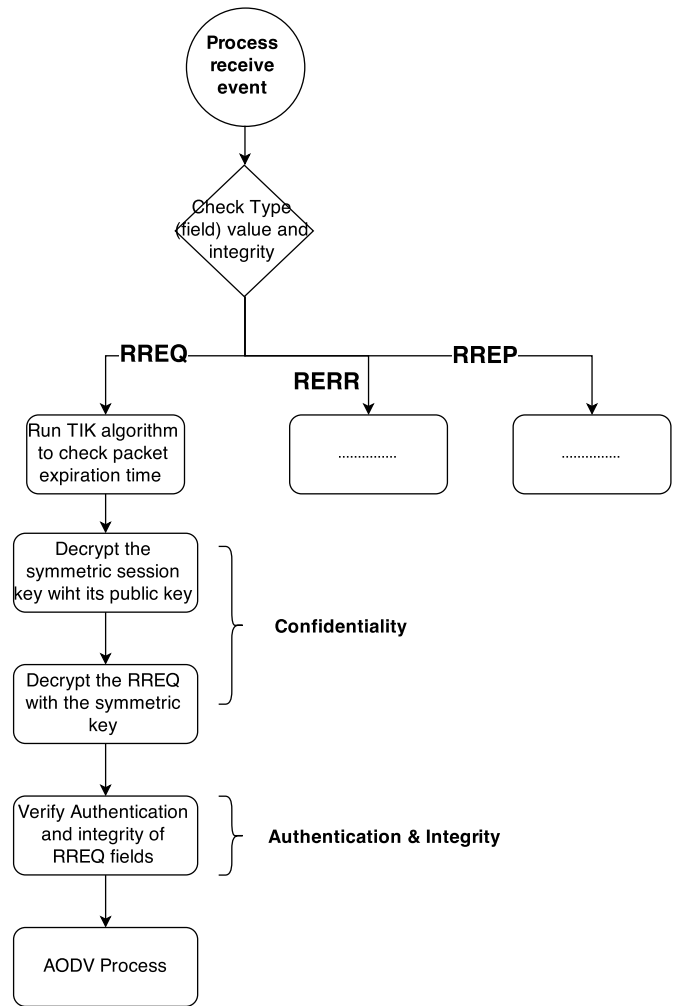 Process
receive
event
Check Type
(field) value and
integrity
RREQ
RREP
RERR
Run TIK algorithm
to check packet
expiration time
...............
...............
Decrypt the
symmetric session
key wiht its public key
Confidentiality
Decrypt the RREQ
with the symmetric
key
Verify Authentication
and integrity of
RREQ fields
Authentication & Integrity
AODV Process